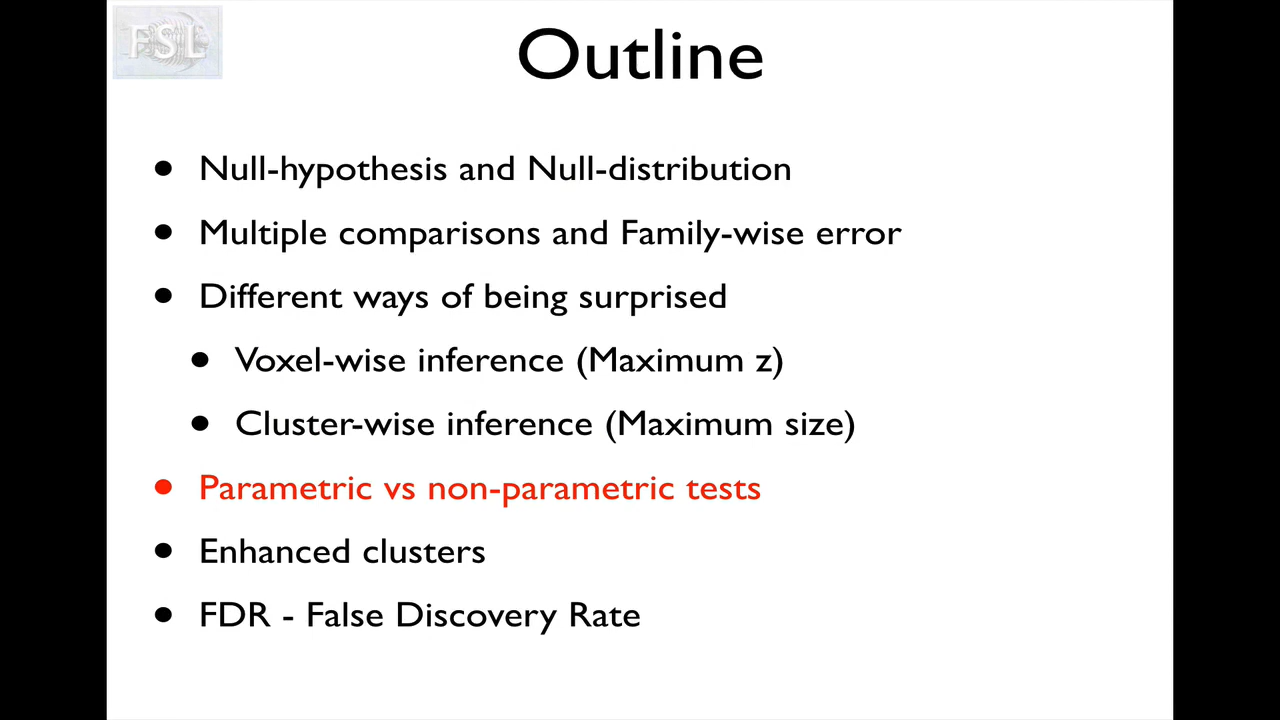 FSL
Outline
• Null-hypothesis and Null-distribution
• Multiple comparisons and Family-wise error
• Different ways of being surprised
• Voxel-wise inference (Maximum z)
• Cluster-wise inference (Maximum size)
• Parametric vs non-parametric tests
• Enhanced clusters
• FDR - False Discovery Rate